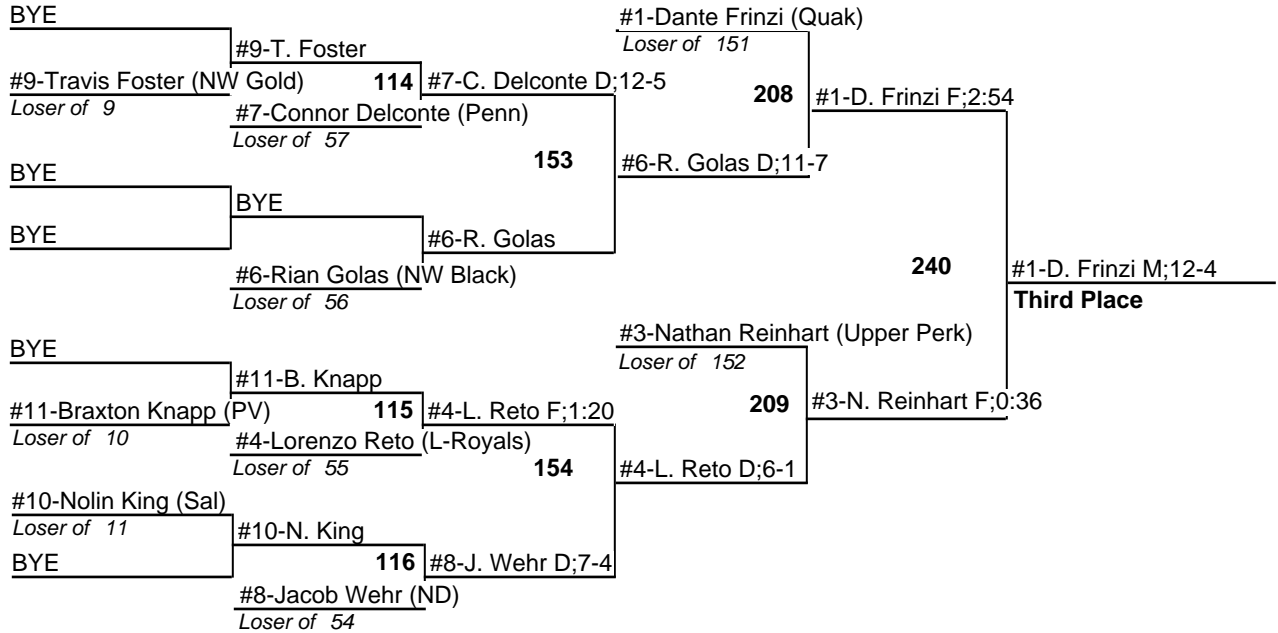 BYE
#1-Dante Frinzi (Quak)
Loser of 151
#9-T. Foster
#9-Travis Foster (NW Gold)
Loser of 9
114
#7-C. Delconte D;12-5
208
#1-D. Frinzi F;2:54
#7-Connor Delconte (Penn)
Loser of 57
153
#6-R. Golas D;11-7
BYE
BYE
BYE
#6-R. Golas
#6-Rian Golas (NW Black)
Loser of 56
240
#1-D. Frinzi M;12-4
Third Place
BYE
#3-Nathan Reinhart (Upper Perk)
Loser of 152
#11-B. Knapp
#11-Braxton Knapp (PV)
Loser of 10
115
#4-L. Reto F;1:20
209
#3-N. Reinhart F;0:36
#4-Lorenzo Reto (L-Royals)
Loser of 55
154
#4-L. Reto D;6-1
#10-Nolin King (Sal)
Loser of 11
#10-N. King
BYE
116
#8-J. Wehr D;7-4
#8-Jacob Wehr (ND)
Loser of 54